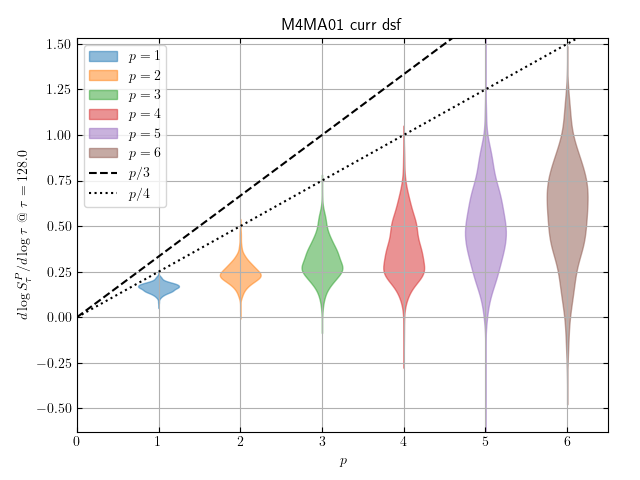 M4MA01 curr dsf
1.50
1.25
1.00
0.75
0.50
0.25
0.00
−0.25
−0.50
d log S_τ^P / d log τ @ τ = 128.0
p = 1
p = 2
p = 3
p = 4
p = 5
p = 6
p/3
p/4
0 1 2 3 4 5 6
p